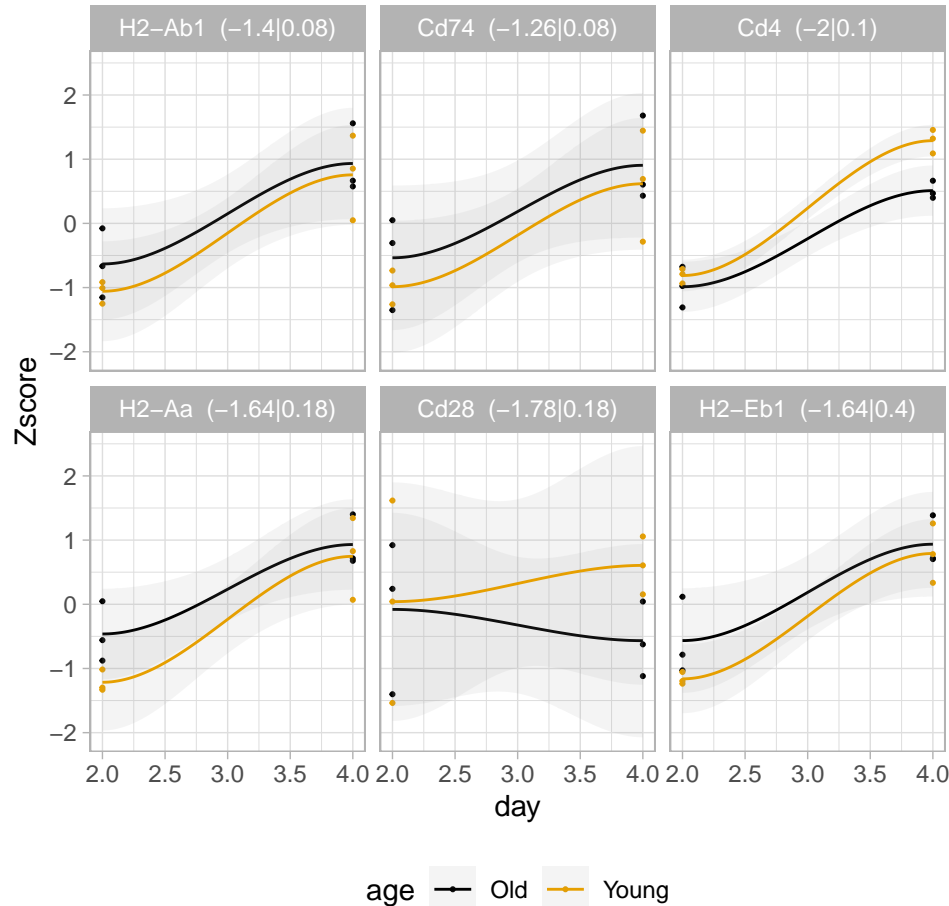 H2−Ab1 (−1.4|0.08) Cd74 (−1.26|0.08) Cd4 (−2|0.1)
2
1
0
−1
−2
H2−Aa (−1.64|0.18) Cd28 (−1.78|0.18) H2−Eb1 (−1.64|0.4)
2
1
0
−1
−2
Zscore
2.0 2.5 3.0 3.5 4.0 2.0 2.5 3.0 3.5 4.0 2.0 2.5 3.0 3.5 4.0
day
age Old Young